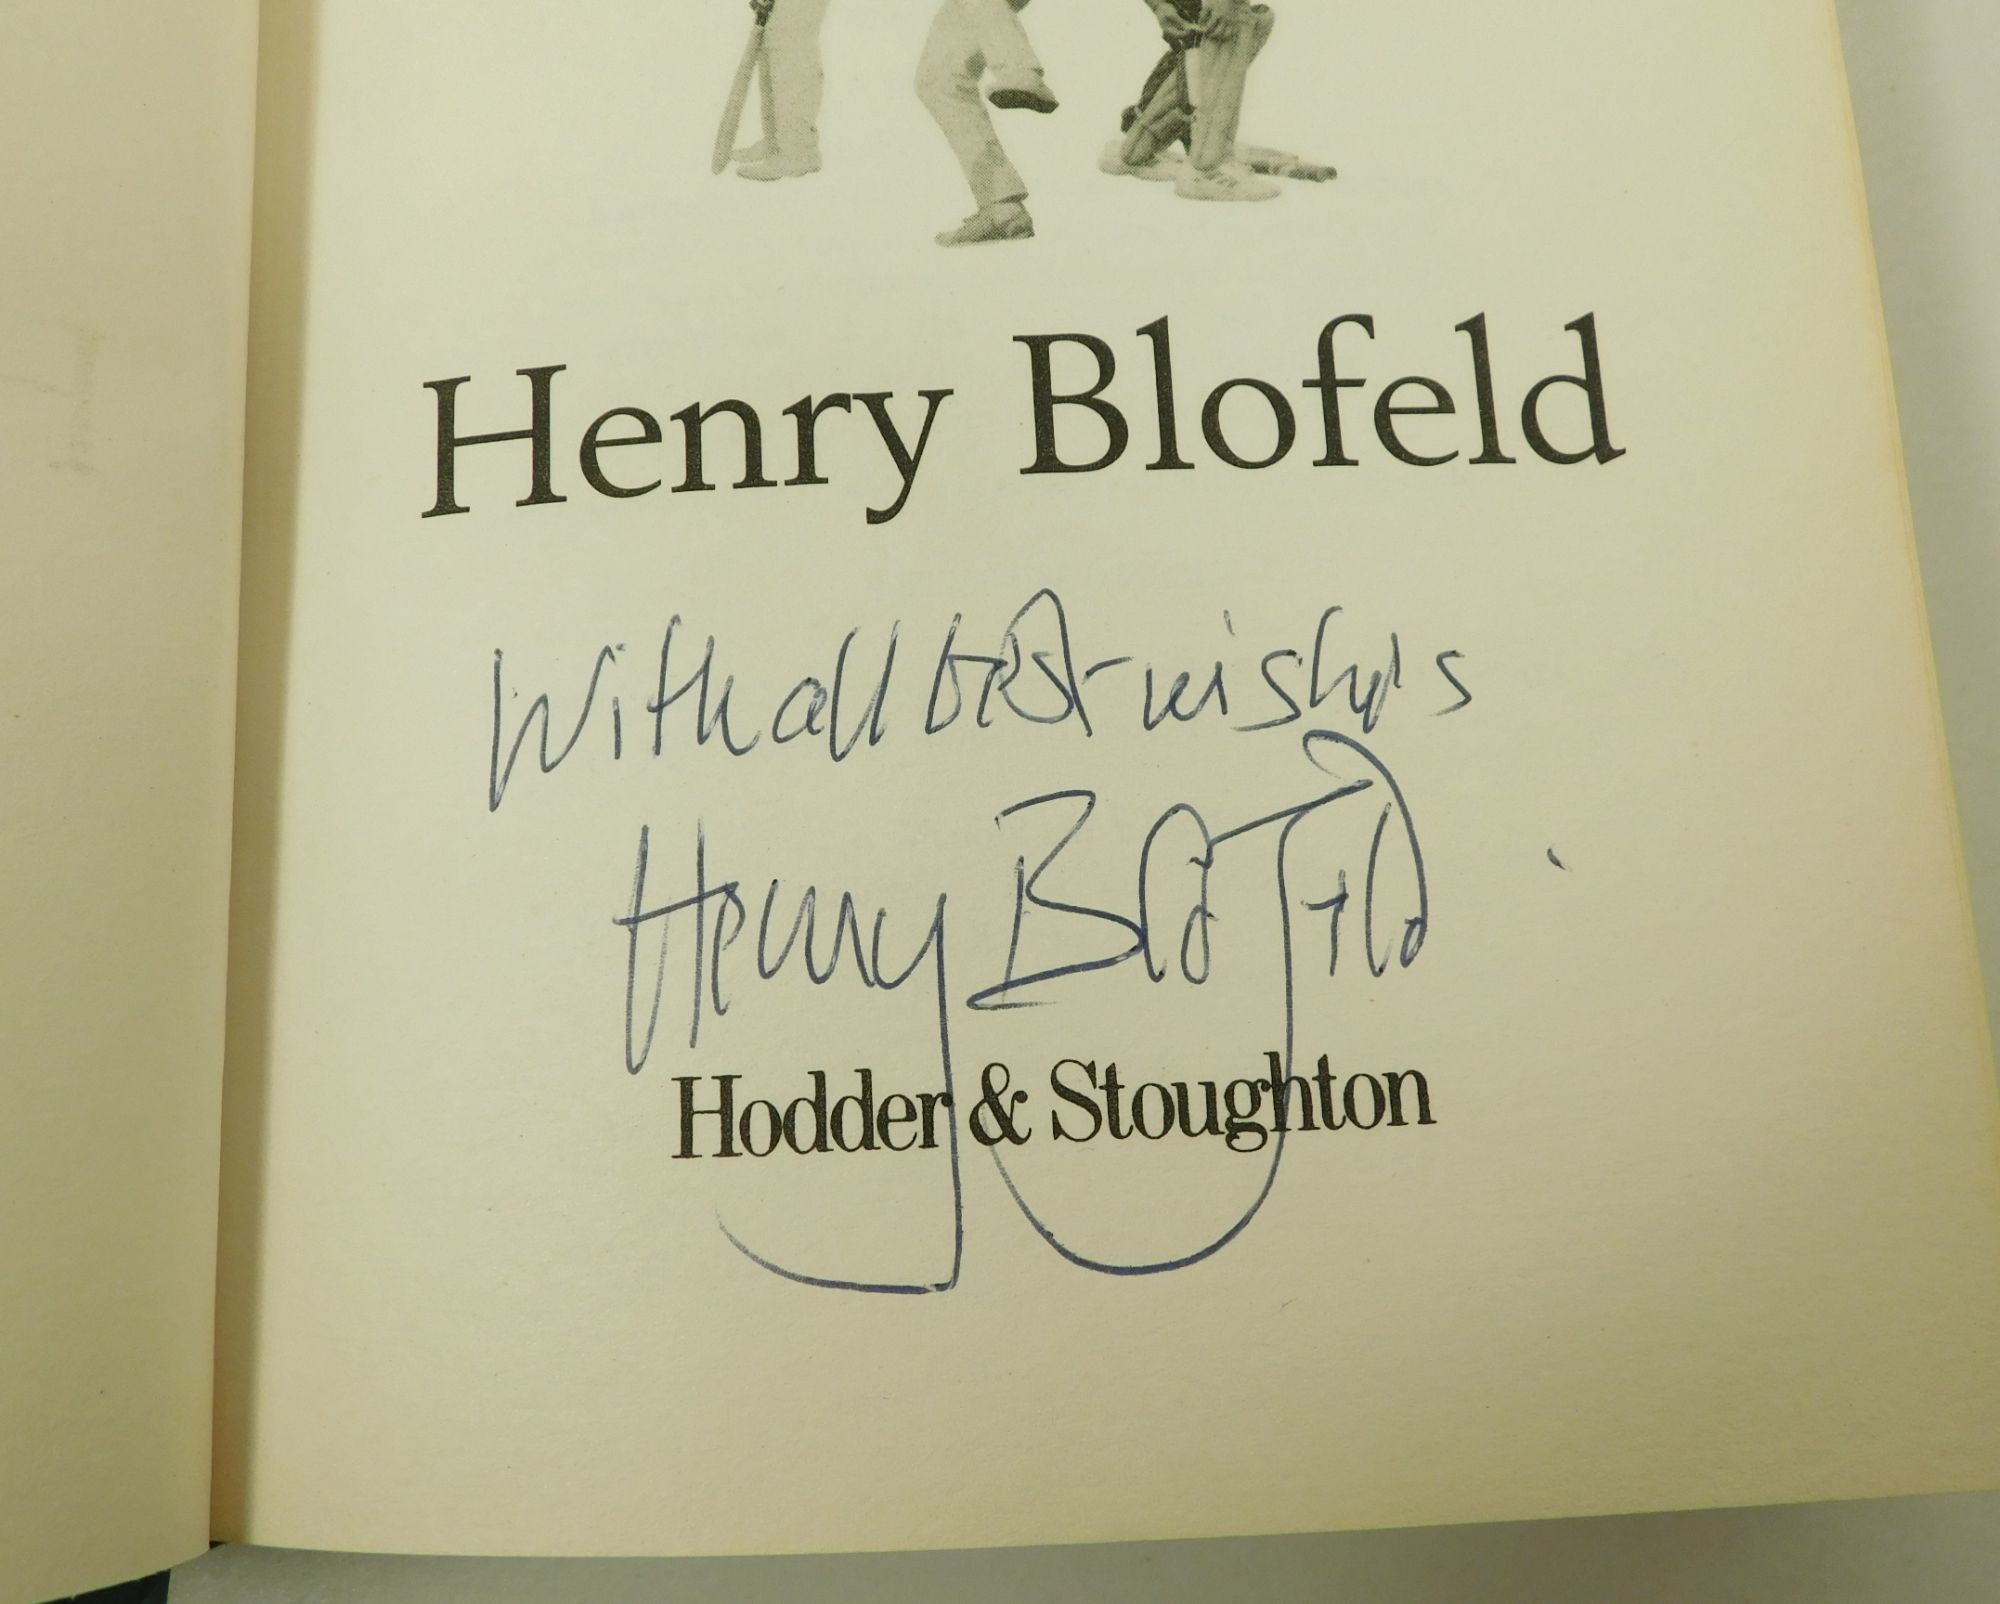 Henry Blofeld
With all best wishes
Henry Blofeld
Hodder & Stoughton